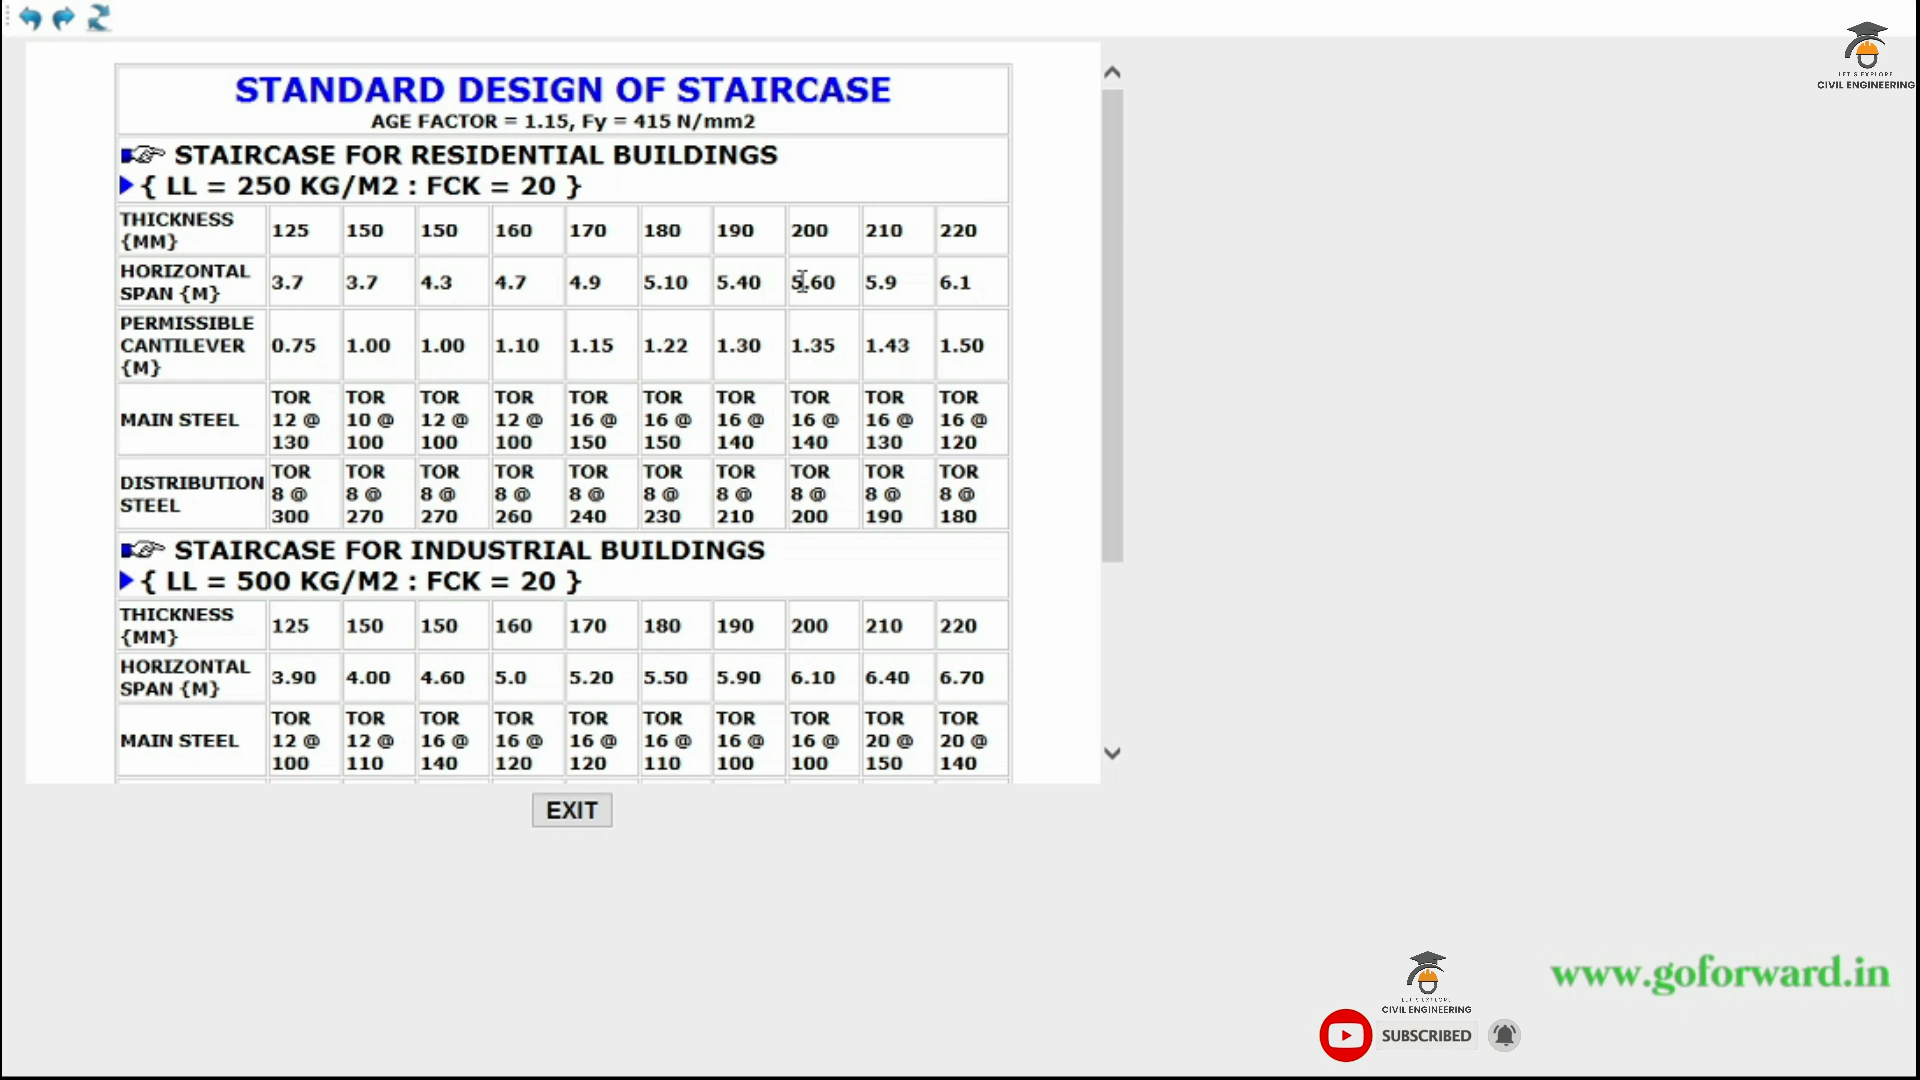 LET'S EXPLORE
CIVIL ENGINEERING
STANDARD DESIGN OF STAIRCASE
AGE FACTOR = 1.15, Fy = 415 N/mm2
STAIRCASE FOR RESIDENTIAL BUILDINGS
{ LL = 250 KG/M2 : FCK = 20 }
THICKNESS {MM} 125 150 150 160 170 180 190 200 210 220
HORIZONTAL SPAN {M} 3.7 3.7 4.3 4.7 4.9 5.10 5.40 5.60 5.9 6.1
PERMISSIBLE CANTILEVER {M} 0.75 1.00 1.00 1.10 1.15 1.22 1.30 1.35 1.43 1.50
MAIN STEEL TOR 12 @ 130 TOR 10 @ 100 TOR 12 @ 100 TOR 12 @ 100 TOR 16 @ 150 TOR 16 @ 150 TOR 16 @ 140 TOR 16 @ 140 TOR 16 @ 130 TOR 16 @ 120
DISTRIBUTION STEEL TOR 8 @ 300 TOR 8 @ 270 TOR 8 @ 270 TOR 8 @ 260 TOR 8 @ 240 TOR 8 @ 230 TOR 8 @ 210 TOR 8 @ 200 TOR 8 @ 190 TOR 8 @ 180
STAIRCASE FOR INDUSTRIAL BUILDINGS
{ LL = 500 KG/M2 : FCK = 20 }
THICKNESS {MM} 125 150 150 160 170 180 190 200 210 220
HORIZONTAL SPAN {M} 3.90 4.00 4.60 5.0 5.20 5.50 5.90 6.10 6.40 6.70
MAIN STEEL TOR 12 @ 100 TOR 12 @ 110 TOR 16 @ 140 TOR 16 @ 120 TOR 16 @ 120 TOR 16 @ 110 TOR 16 @ 100 TOR 16 @ 100 TOR 20 @ 150 TOR 20 @ 140
EXIT
www.goforward.in
LET'S EXPLORE
CIVIL ENGINEERING
SUBSCRIBED